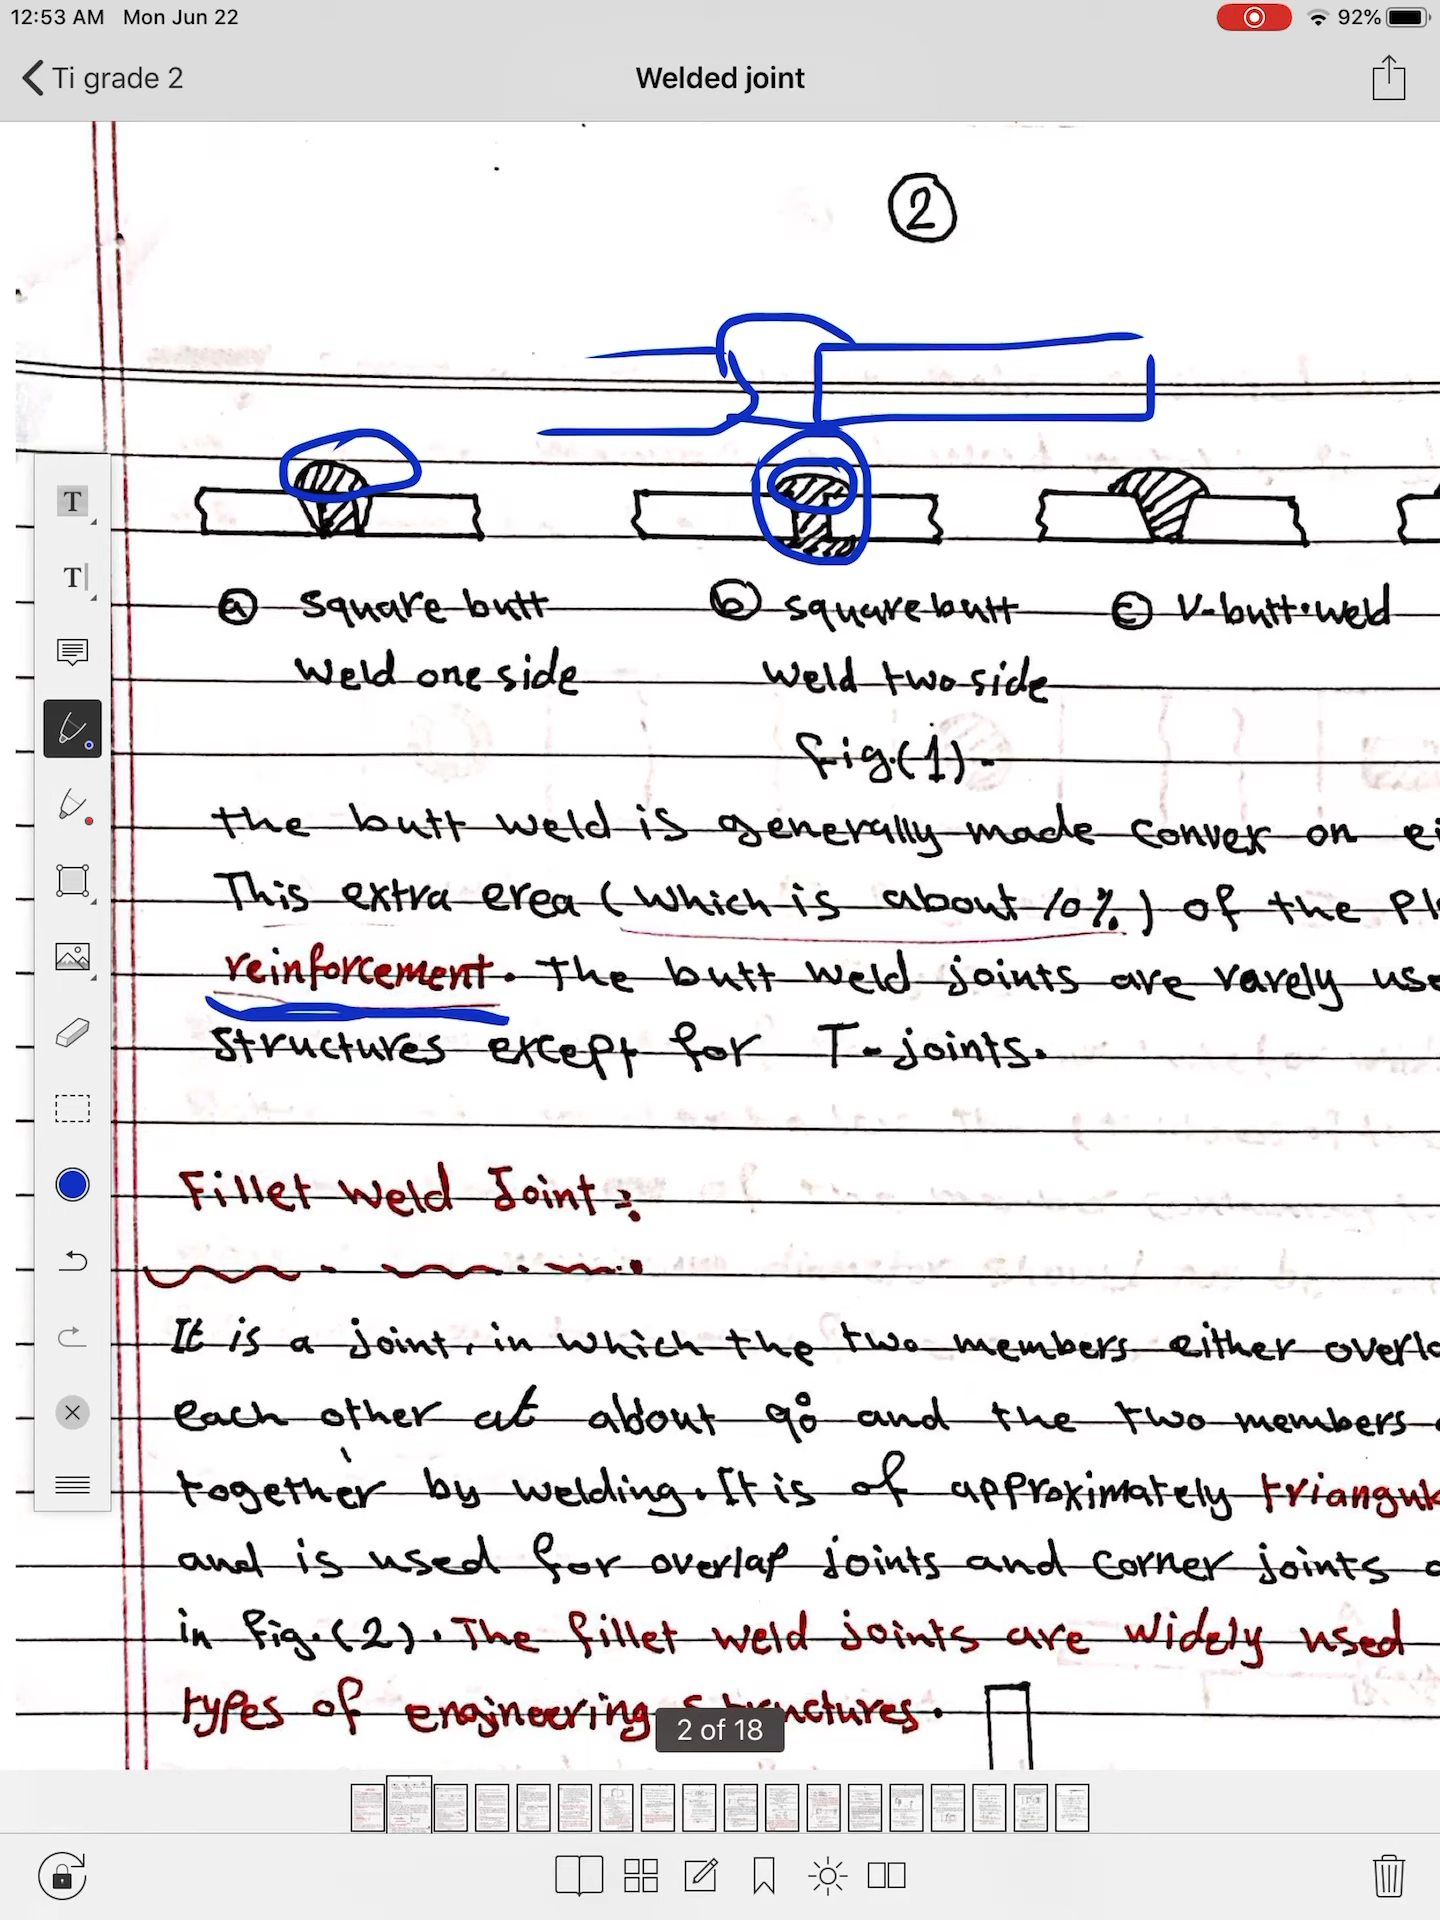 12:53 AM Mon Jun 22
92%
Ti grade 2
Welded joint
2
a square butt
weld one side
b square butt
weld two side
c V-butt weld
fig.(1).
the butt weld is generally made convex on
This extra erea (which is about 10%) of the
reinforcement. The butt weld joints are rarely
structures except for T-joints.
Fillet weld Joint:
It is a joint, in which the two members either
each other at about 90° and the two members
together by welding. It is of approximately
and is used for overlap joints and corner joints
in fig.(2). The fillet weld joints are widely used
types of engineering structures.
2 of 18
T
T